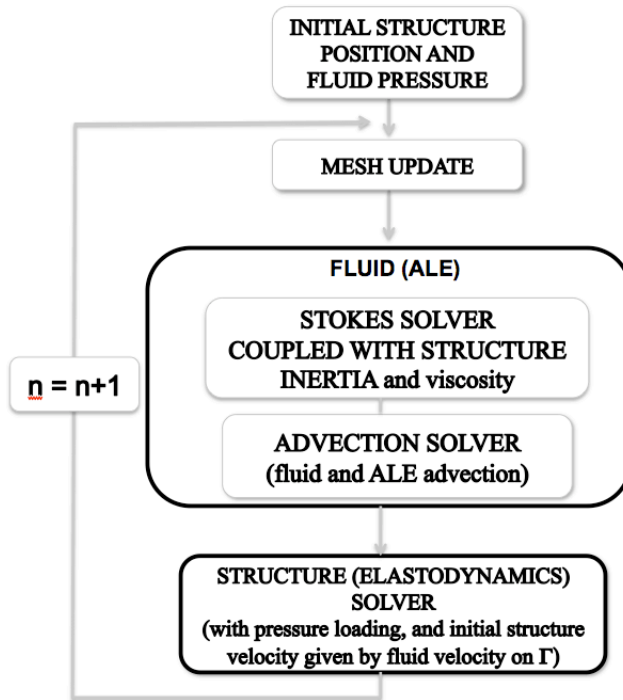 INITIAL STRUCTURE
POSITION AND
FLUID PRESSURE
MESH UPDATE
FLUID (ALE)
STOKES SOLVER
COUPLED WITH STRUCTURE
INERTIA and viscosity
n = n+1
ADVECTION SOLVER
(fluid and ALE advection)
STRUCTURE (ELASTODYNAMICS)
SOLVER
(with pressure loading, and initial structure
velocity given by fluid velocity on Γ)